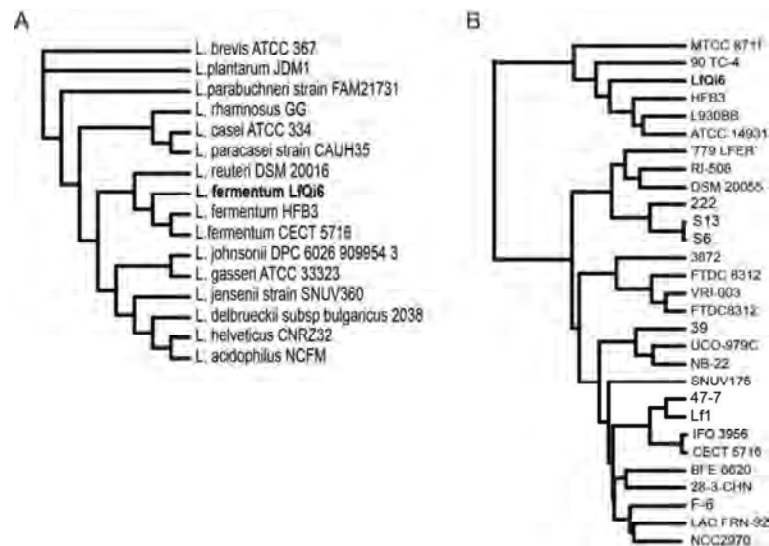 A
L. brevis ATCC 367
L.plantarum JDM1
L.parabuchneri strain FAM21731
L. rhamnosus GG
L. casei ATCC 334
L. paracasei strain CAUH35
L. reuteri DSM 20016
L. fermentum LfQi6
L. fermentum HFB3
L.fermentum CECT 5716
L. johnsonii DPC 6026 909954 3
L. gasseri ATCC 33323
L. jensenii strain SNUV360
L. delbrueckii subsp bulgaricus 2038
L. helveticus CNRZ32
L. acidophilus NCFM
B
MTCC 8711
90 TC-4
LfQi6
HFB3
L930BB
ATCC 14931
779 LFER
RI-508
DSM 20055
222
S13
S6
3872
FTDC 8312
VRI-003
FTDC8312
39
UCO-979C
NB-22
SNUV175
47-7
Lf1
IFO 3956
CECT 5716
BFE 6620
28-3-CHN
F-6
LAC FRN-92
NCC2970